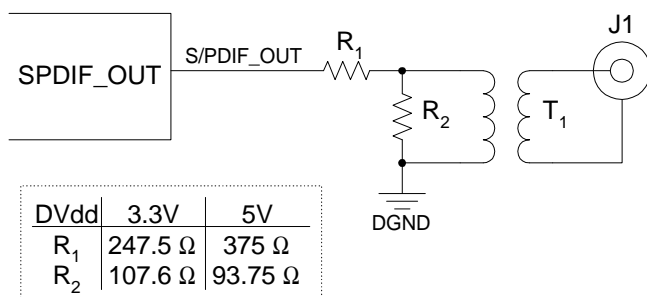 J1
R1
S/PDIF_OUT
SPDIF_OUT
R2
T1
DGND
DVdd 3.3V 5V
R1 247.5 Ω 375 Ω
R2 107.6 Ω 93.75 Ω